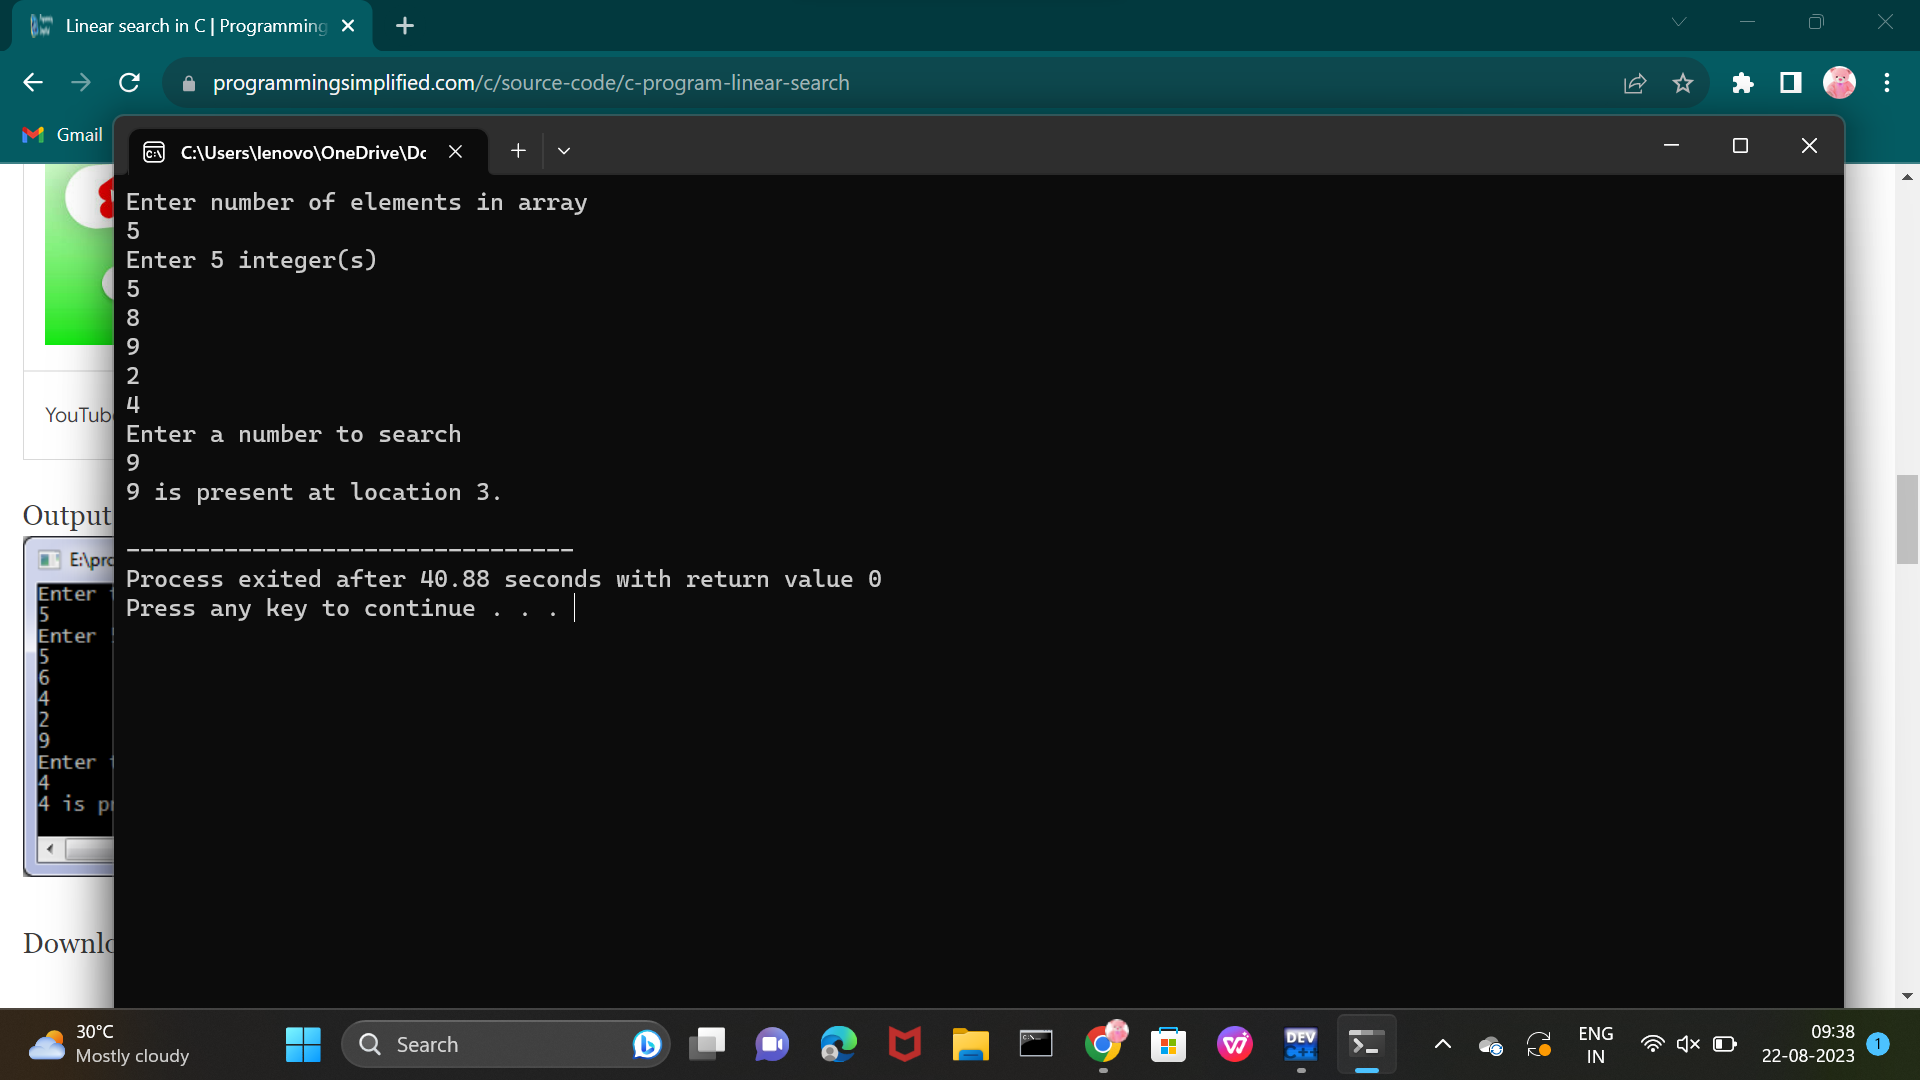 Linear search in C | Programming
programmingsimplified.com/c/source-code/c-program-linear-search
Gmail
C:\Users\lenovo\OneDrive\Dc
Enter number of elements in array
5
Enter 5 integer(s)
5
8
9
2
4
Enter a number to search
9
9 is present at location 3.
--------------------------------
Process exited after 40.88 seconds with return value 0
Press any key to continue . . .
YouTub
Output
E:\pro
Enter
5
Enter
5
6
4
2
9
Enter
4
4 is p
Downlo
30°C
Mostly cloudy
Search
DEV
C++
ENG
IN
09:38
22-08-2023
1